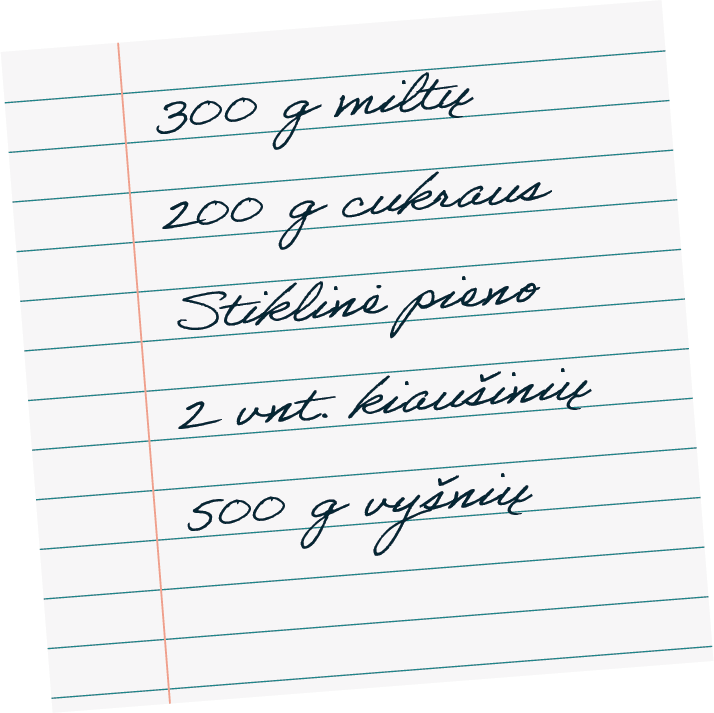 300 g miltų
200 g cukraus
Stiklinė pieno
2 vnt. kiaušinių
500 g vyšnių